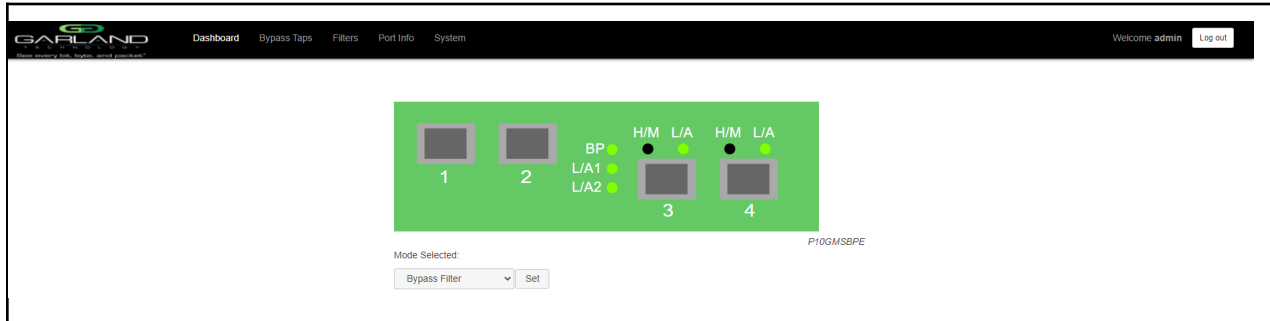 GARLAND
TECHNOLOGY
See every bit, byte, and packet®
Dashboard Bypass Taps Filters Port Info System
Welcome admin Log out
H/M L/A H/M L/A
BP
L/A1
L/A2
1 2
3 4
P10GMSBPE
Mode Selected:
Bypass Filter Set